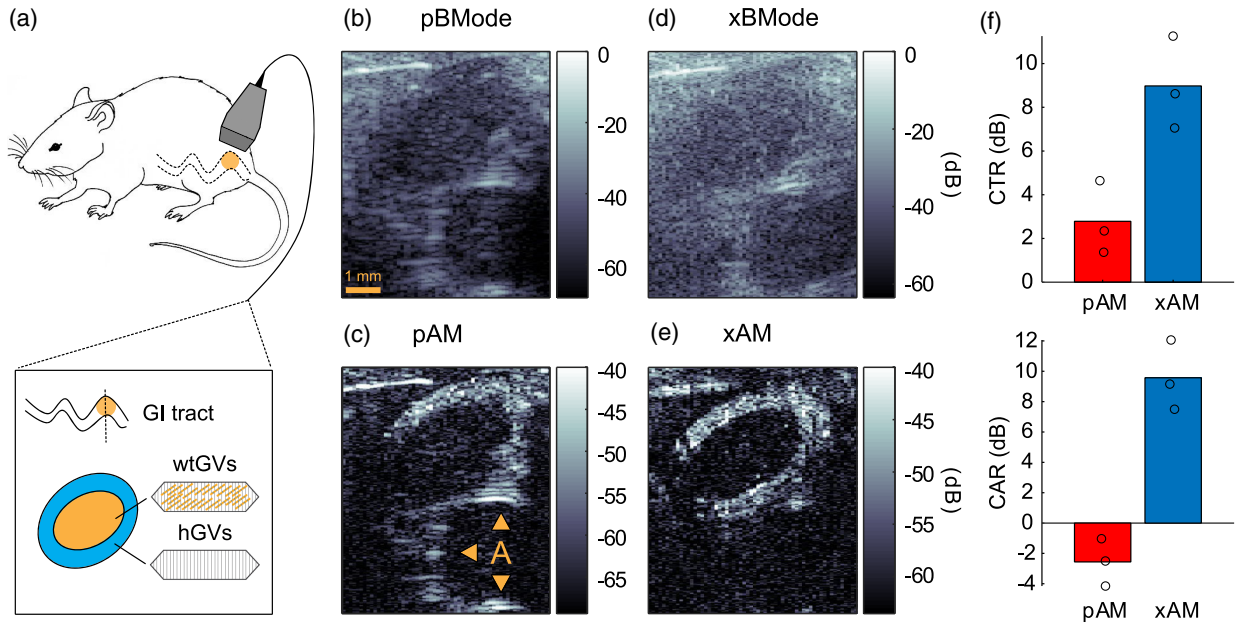 (a)
GI tract
wtGVs
hGVs
(b) pBMode
0
-20
-40
-60
1 mm
(c) pAM
-40
-45
-50
-55
-60
-65
A
(d) xBMode
0
-20
-40
-60
(dB)
(e) xAM
-40
-45
-50
-55
-60
(dB)
(f)
CTR (dB)
10
8
6
4
2
0
pAM xAM
CAR (dB)
12
10
8
6
4
2
0
-2
-4
pAM xAM